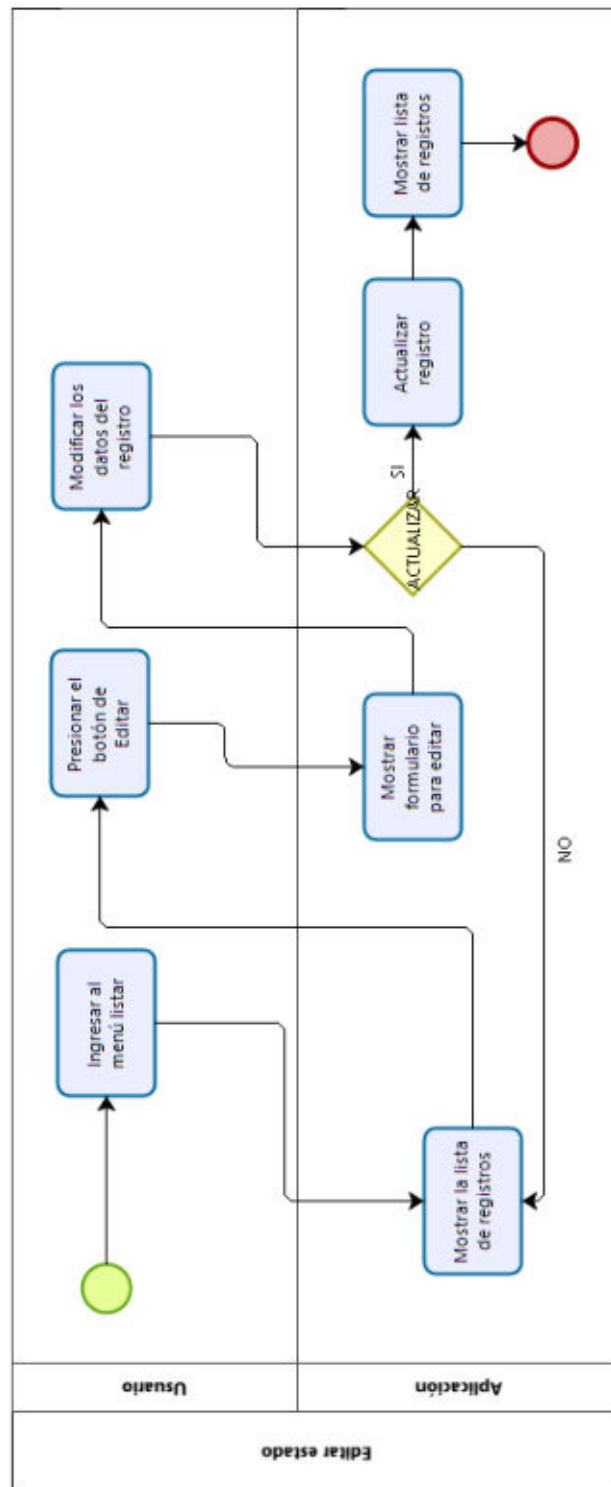 Editar estado
Usuario
Aplicación
Ingresar al
menú listar
Mostrar la lista
de registros
Presionar el
botón de
Editar
Mostrar
formulario
para editar
Modificar los
datos del
registro
ACTUALIZAR
SI
NO
Actualizar
registro
Mostrar lista
de registros